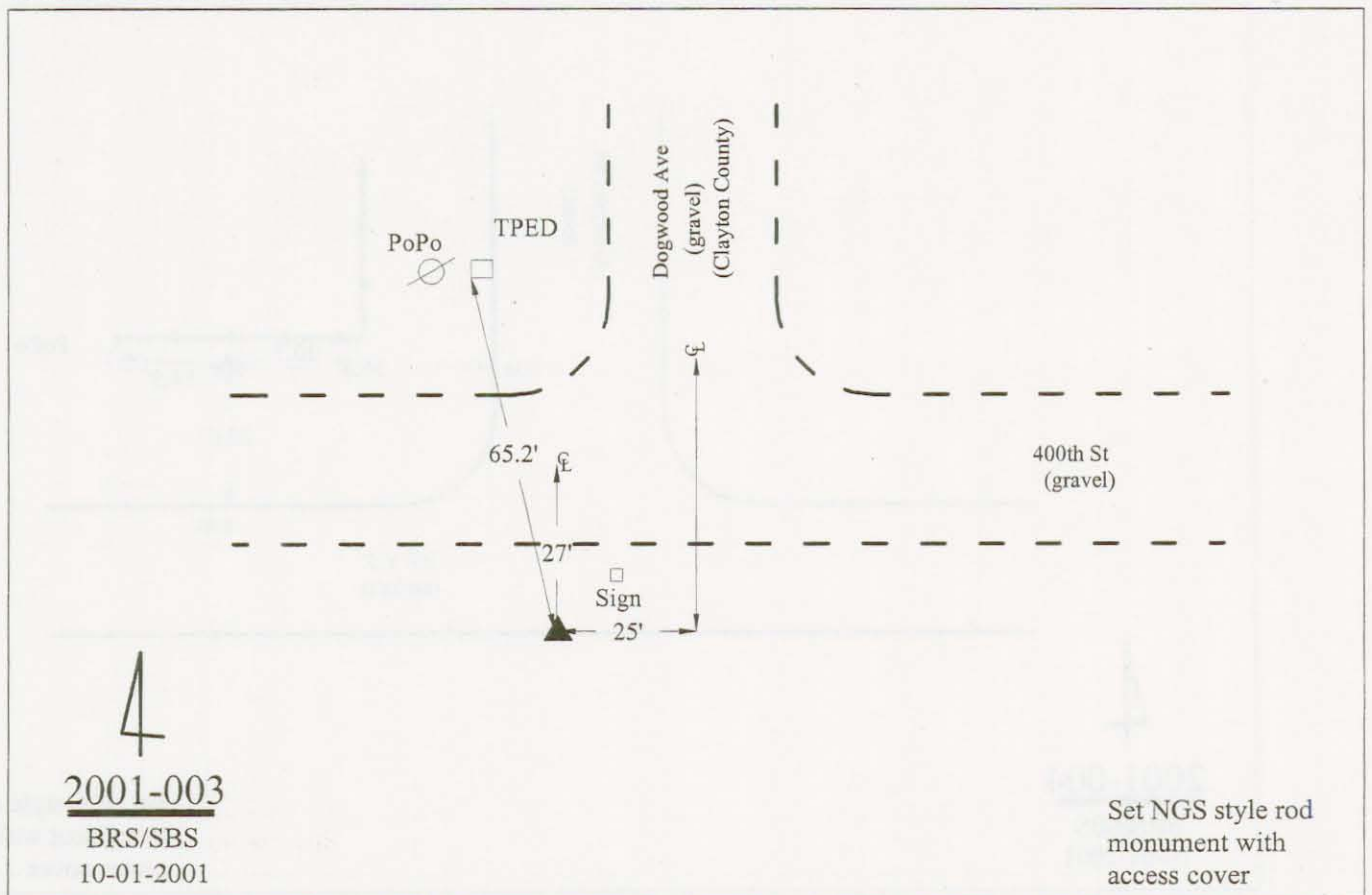 Dogwood Ave
(gravel)
(Clayton County)
TPED
PoPo
℄
65.2'
℄
400th St
(gravel)
27'
Sign
25'
2001-003
BRS/SBS
10-01-2001
Set NGS style rod
monument with
access cover